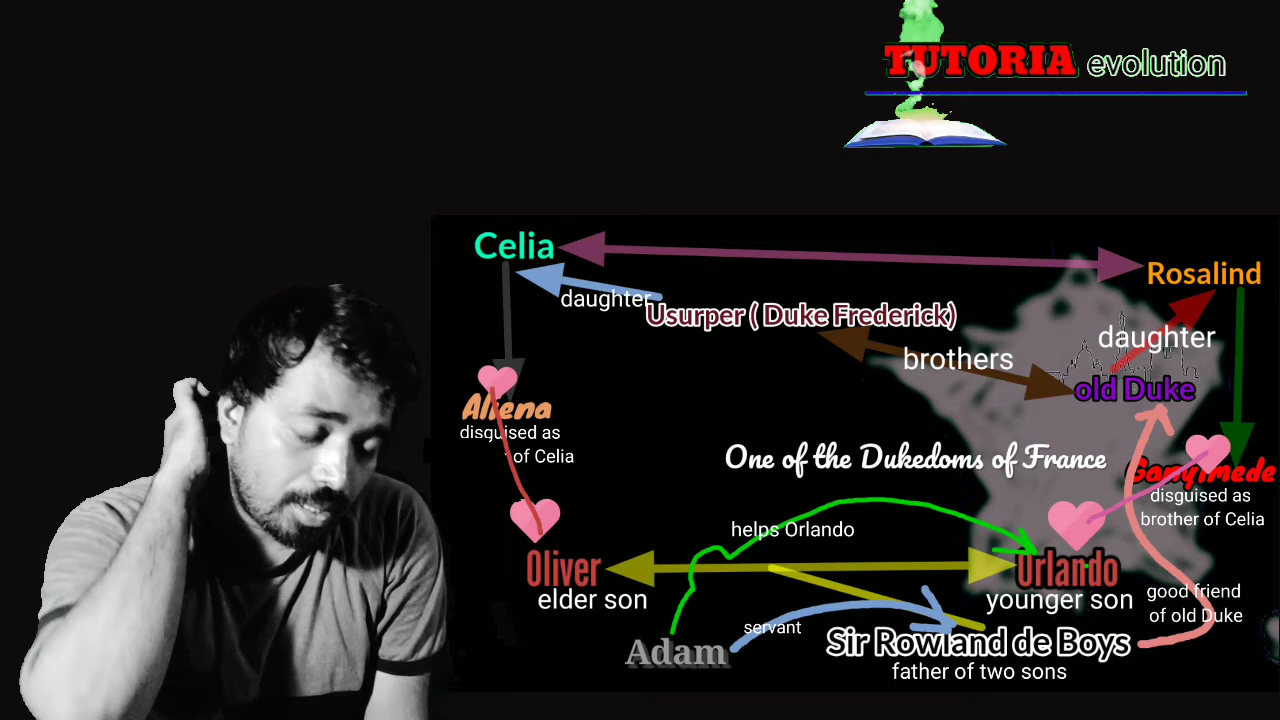 TUTORIA evolution
Celia
Rosalind
daughter
Usurper ( Duke Frederick)
daughter
brothers
old Duke
Aliena
disguised as
of Celia
One of the Dukedoms of France
Ganymede
disguised as
brother of Celia
helps Orlando
Oliver
elder son
Orlando
younger son
good friend
of old Duke
servant
Adam
Sir Rowland de Boys
father of two sons